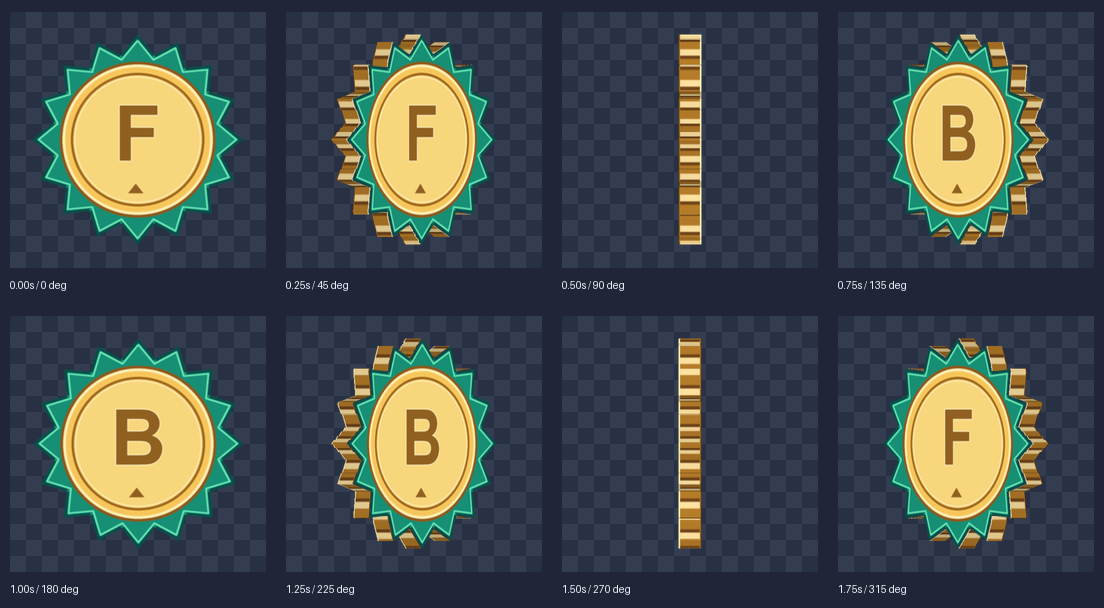 F
F
B
0.00s / 0 deg
0.25s / 45 deg
0.50s / 90 deg
0.75s / 135 deg
B
B
F
1.00s / 180 deg
1.25s / 225 deg
1.50s / 270 deg
1.75s / 315 deg